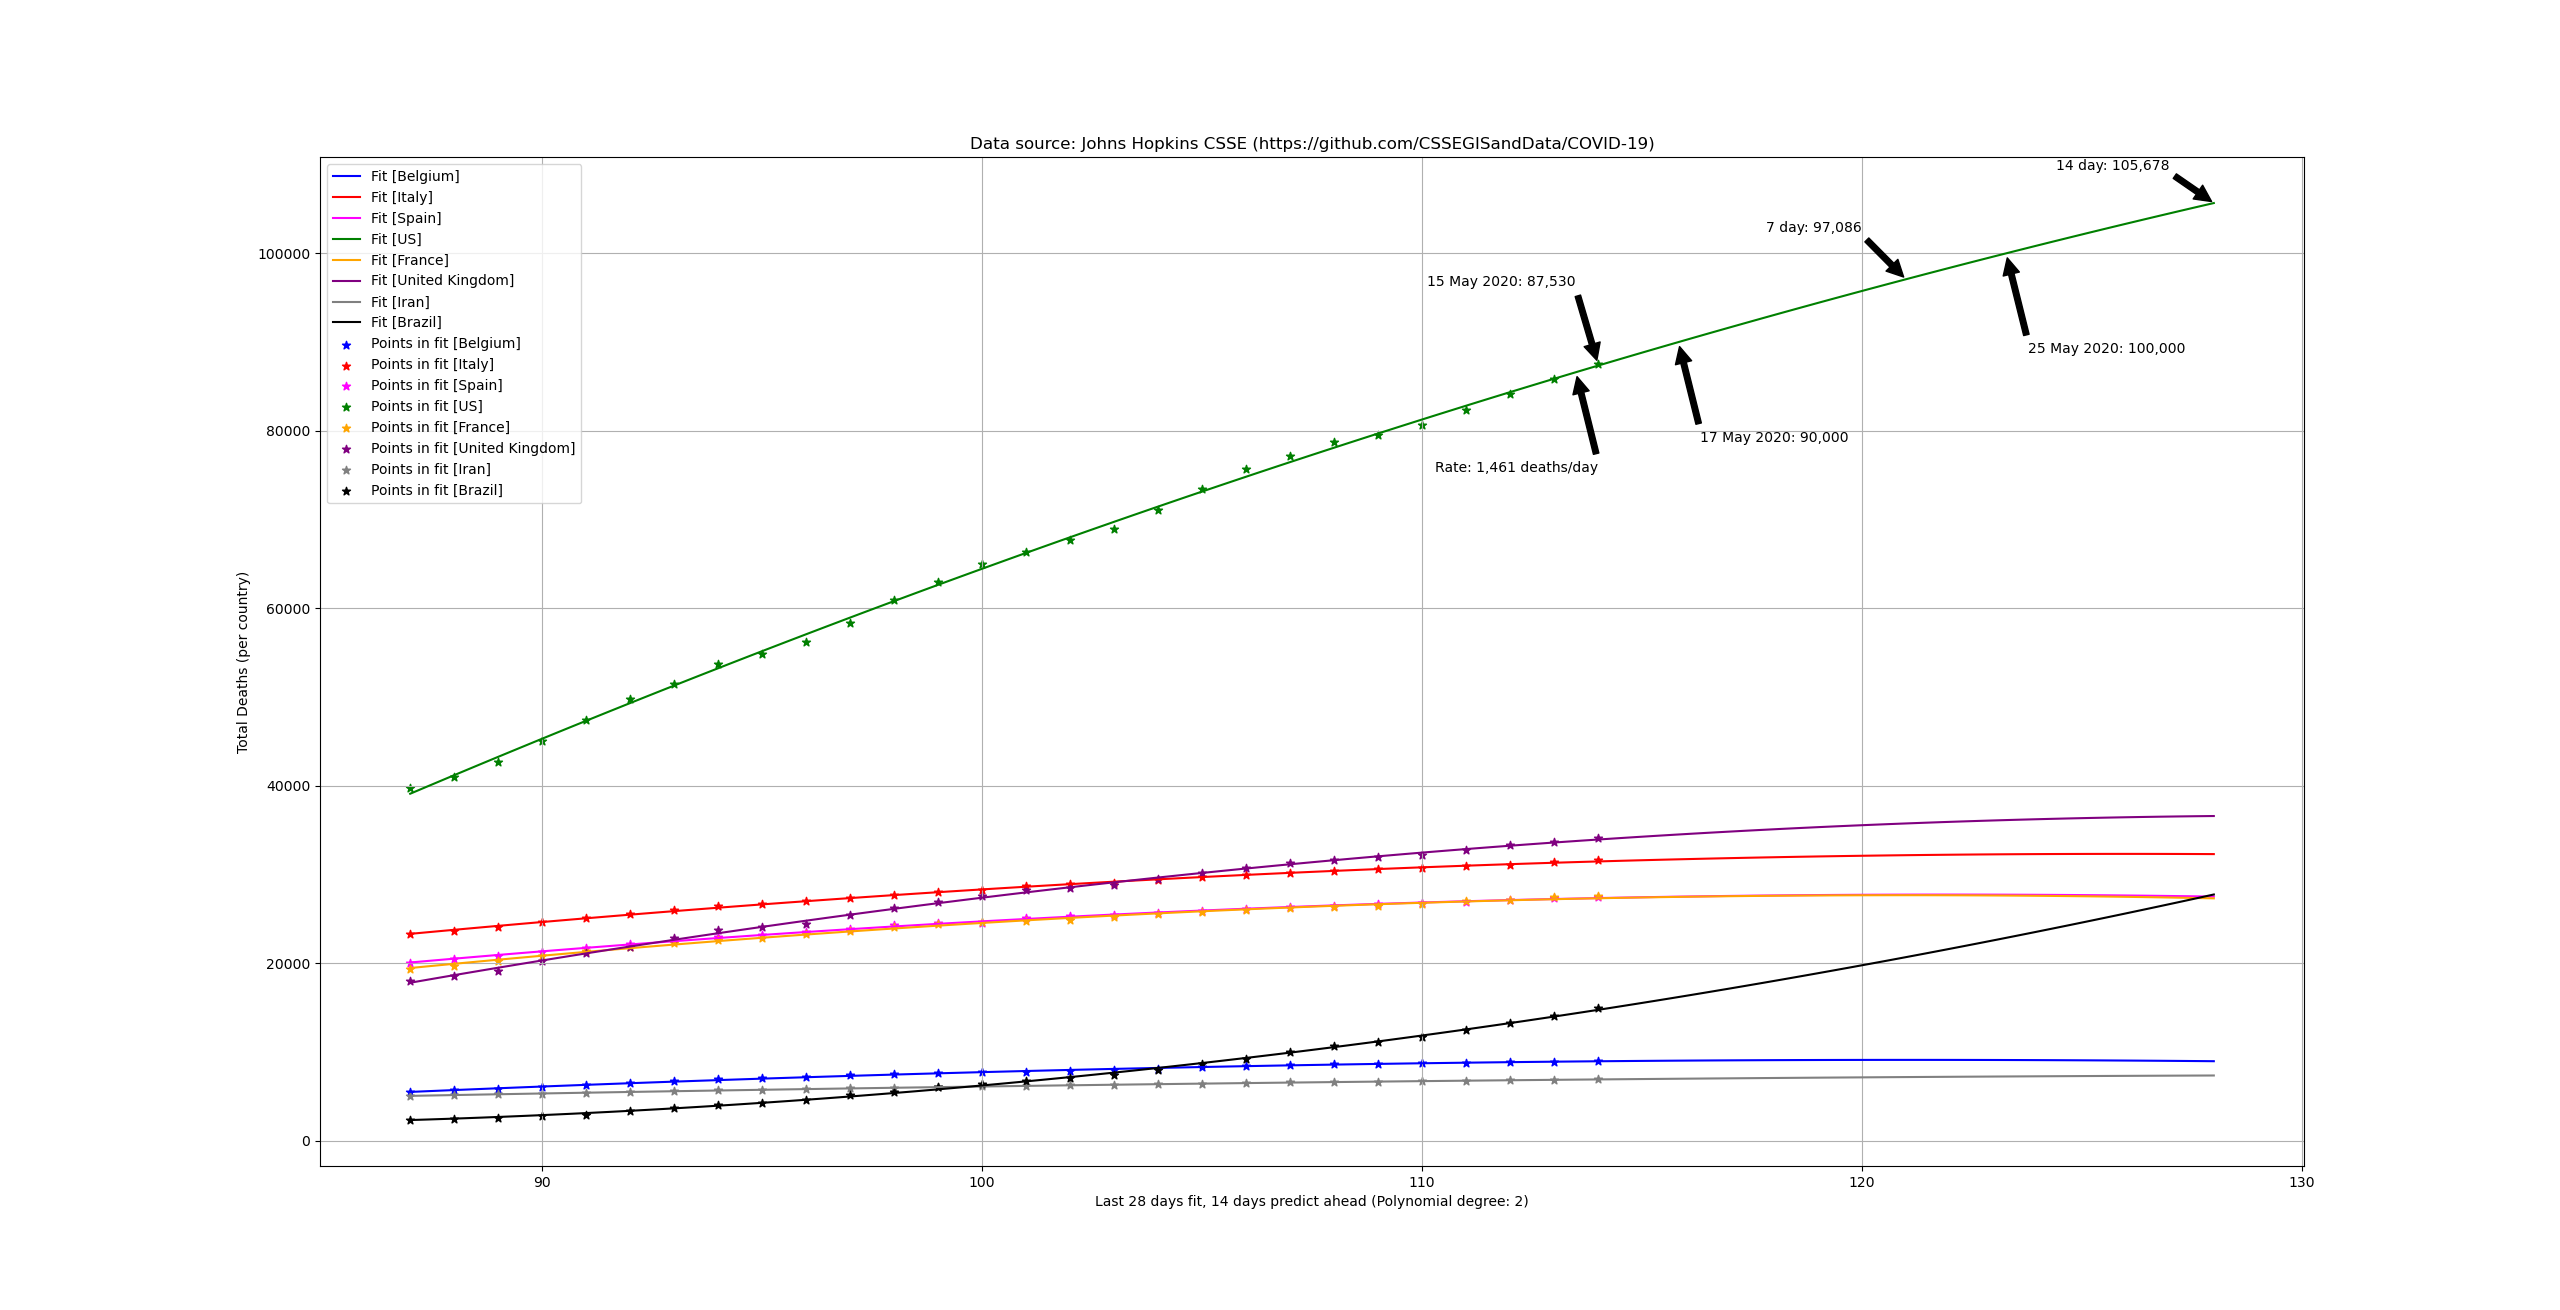 Data source: Johns Hopkins CSSE (https://github.com/CSSEGISandData/COVID-19)
Fit [Belgium]
Fit [Italy]
Fit [Spain]
Fit [US]
Fit [France]
Fit [United Kingdom]
Fit [Iran]
Fit [Brazil]
Points in fit [Belgium]
Points in fit [Italy]
Points in fit [Spain]
Points in fit [US]
Points in fit [France]
Points in fit [United Kingdom]
Points in fit [Iran]
Points in fit [Brazil]
14 day: 105,678
7 day: 97,086
15 May 2020: 87,530
25 May 2020: 100,000
17 May 2020: 90,000
Rate: 1,461 deaths/day
Total Deaths (per country)
100000
80000
60000
40000
20000
0
90
100
110
120
130
Last 28 days fit, 14 days predict ahead (Polynomial degree: 2)